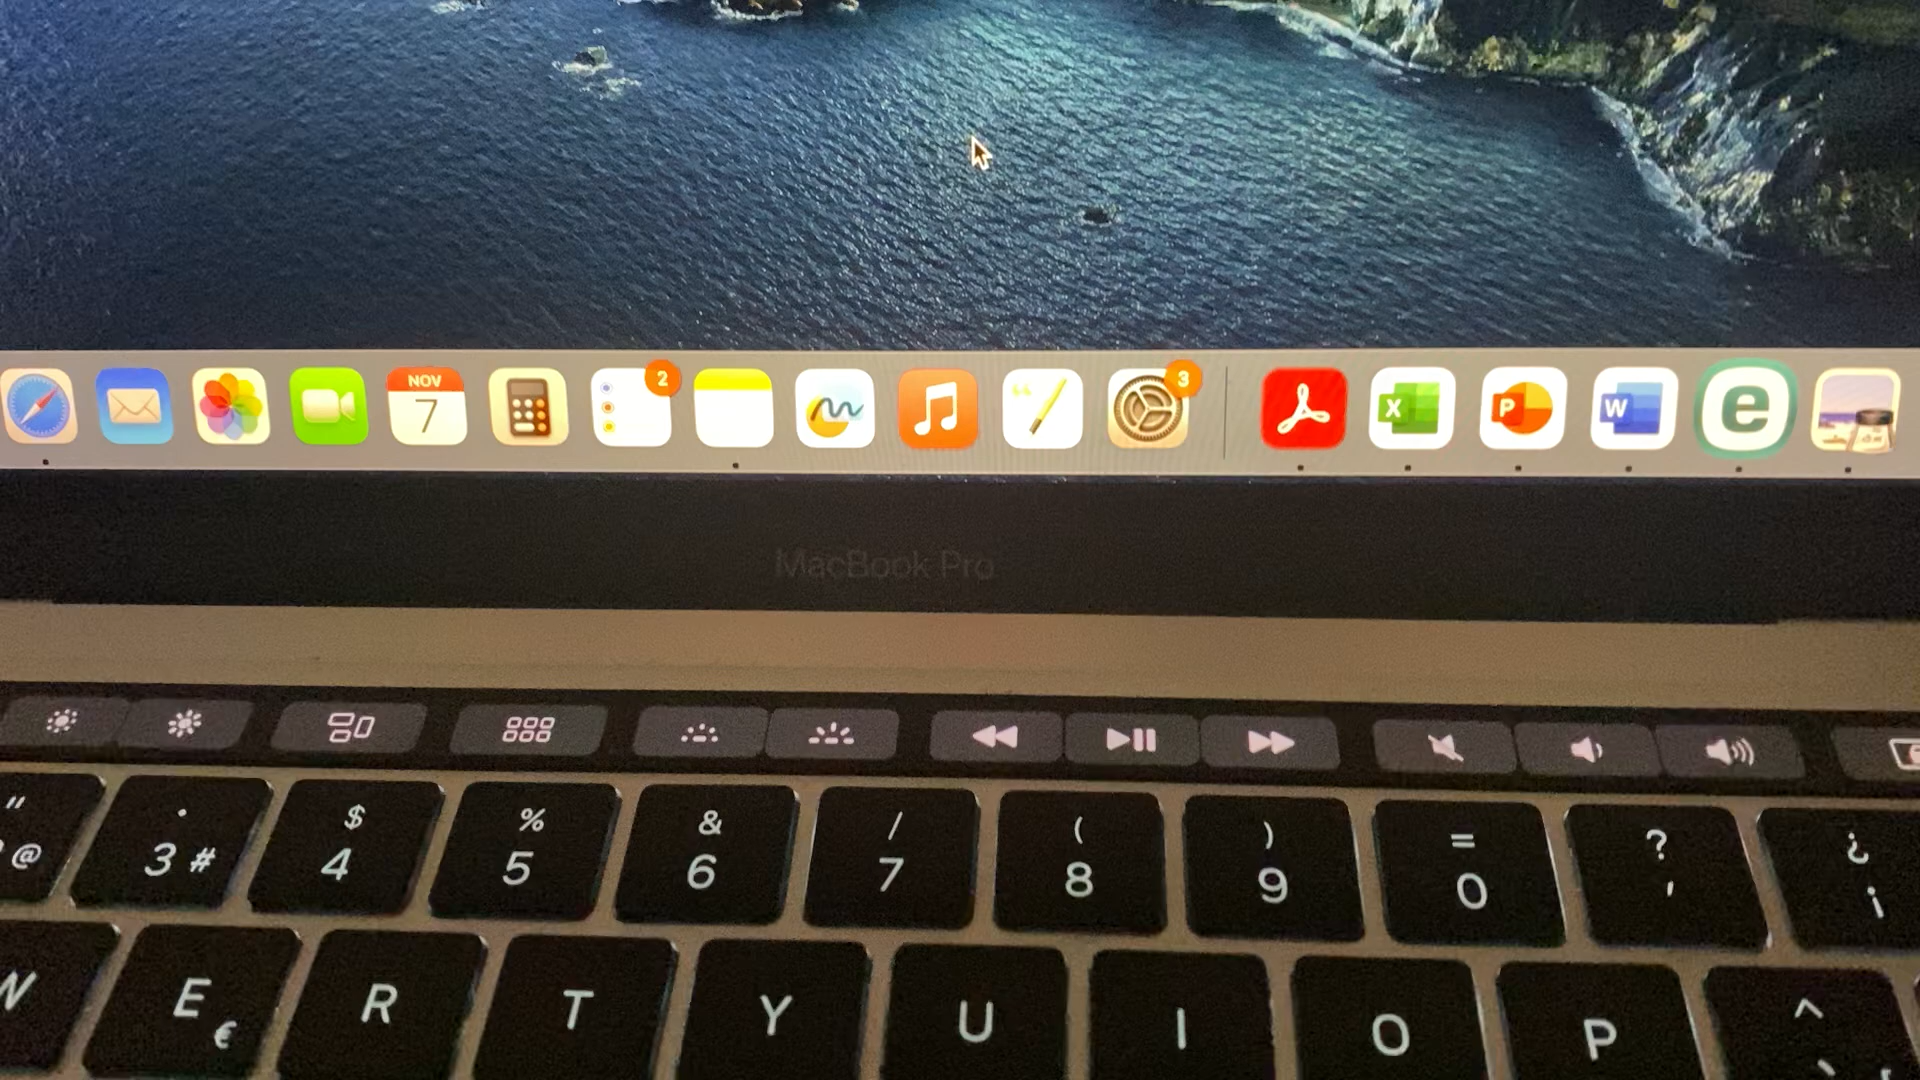 NOV
7
2
3
X
P
W
e
MacBook Pro
" @
· 3 #
$ 4
% 5
& 6
/ 7
( 8
) 9
= 0
? '
¿ ¡
W
E €
R
T
Y
U
I
O
P
^